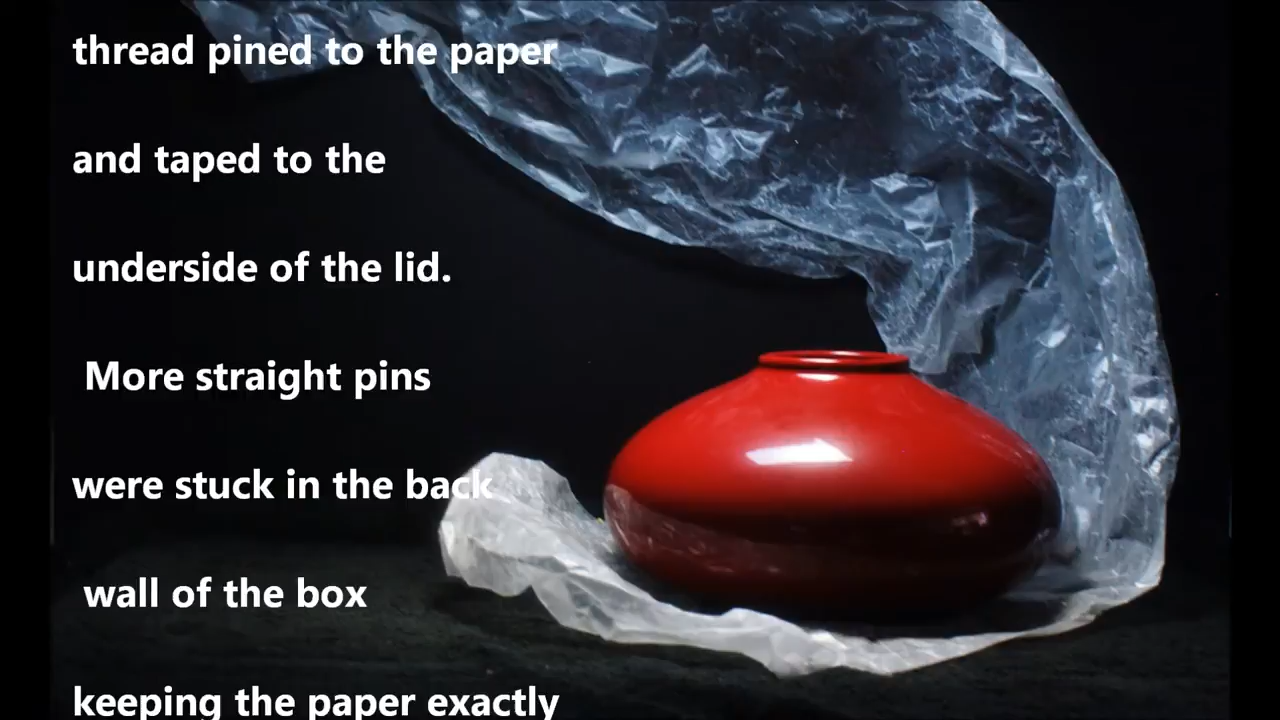 thread pined to the paper
and taped to the
underside of the lid.
More straight pins
were stuck in the back
wall of the box
keeping the paper exactly